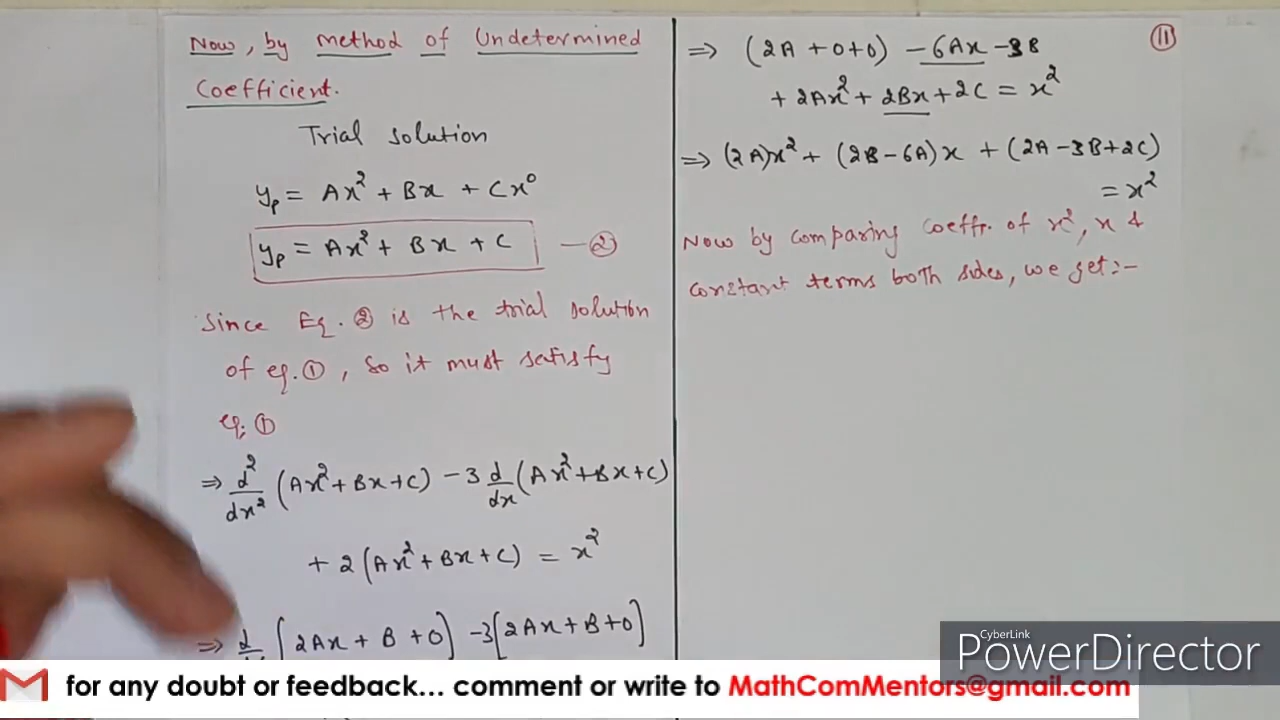 Now, by method of Undetermined
Coefficient.
Trial solution
yₚ = Ax² + Bx + Cx⁰
yₚ = Ax² + Bx + C —②
Since Eq. ② is the trial solution
of eq. ①, so it must satisfy
eq. ①
⇒ d²/dx² (Ax² + Bx + C) − 3 d/dx (Ax² + Bx + C)
+ 2 (Ax² + Bx + C) = x²
⇒ [2Ax + B + 0] − 3[2Ax + B + 0]
⑪
⇒ (2A + 0 + 0) − 6Ax − 3B
+ 2Ax² + 2Bx + 2C = x²
⇒ (2A)x² + (2B − 6A)x + (2A − 3B + 2C)
= x²
Now by comparing coeffr. of x², x &
constant terms both sides, we get:-
CyberLink
PowerDirector
for any doubt or feedback... comment or write to MathComMentors@gmail.com